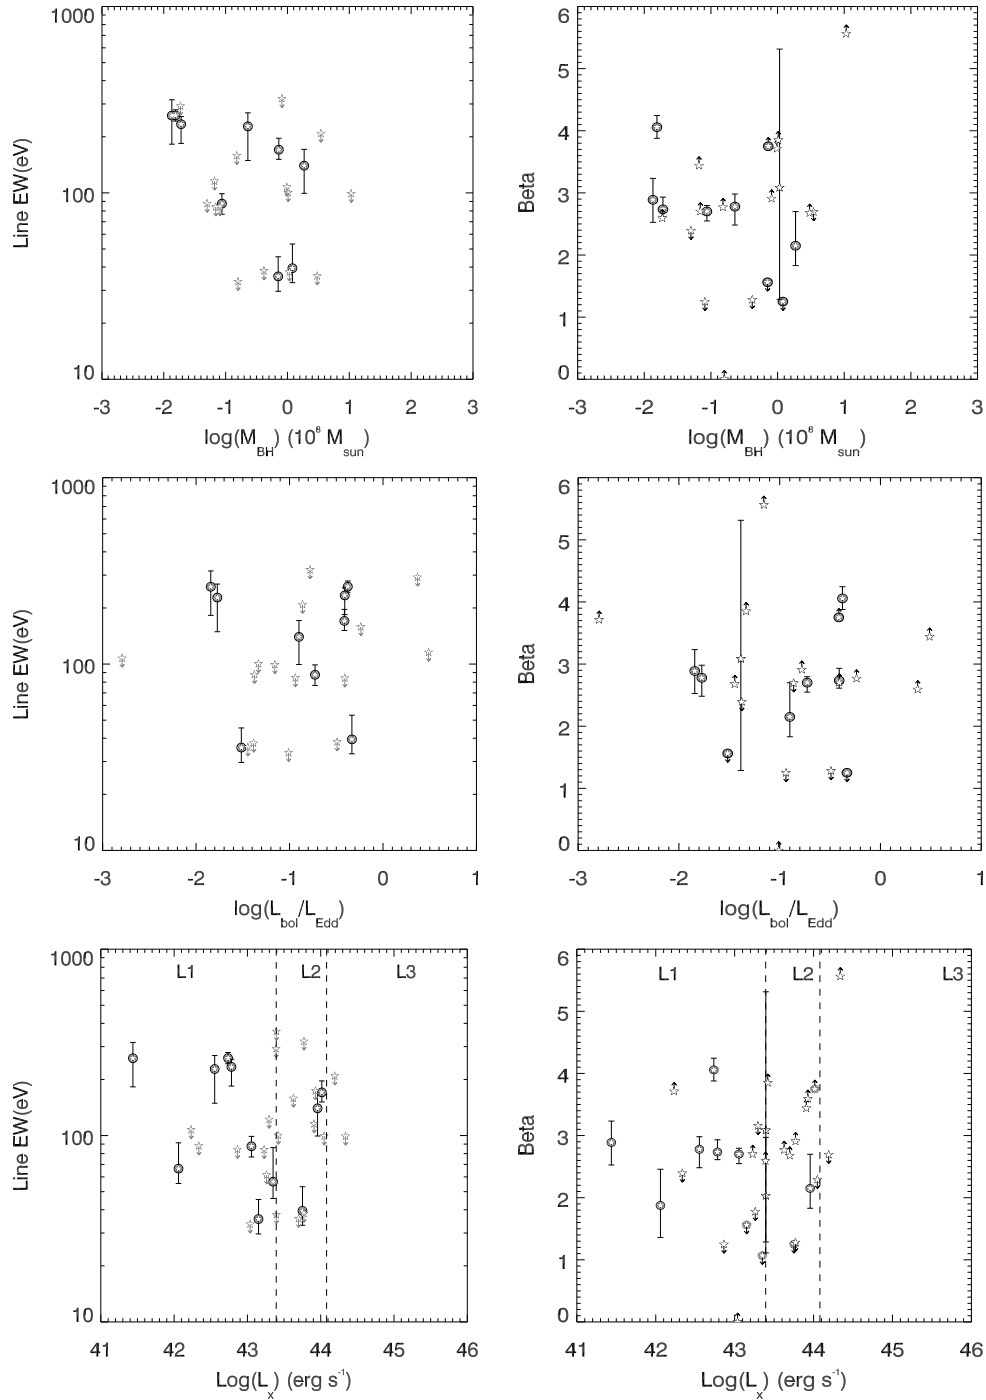 1000
100
10
Line EW(eV)
-3 -2 -1 0 1 2 3
log(M_BH) (10^8 M_sun)
6
5
4
3
2
1
0
Beta
-3 -2 -1 0 1 2 3
log(M_BH) (10^8 M_sun)
1000
100
10
Line EW(eV)
-3 -2 -1 0 1
log(L_bol/L_Edd)
6
5
4
3
2
1
0
Beta
-3 -2 -1 0 1
log(L_bol/L_Edd)
1000
100
10
Line EW(eV)
L1 L2 L3
41 42 43 44 45 46
Log(L_x) (erg s^-1)
6
5
4
3
2
1
0
Beta
L1 L2 L3
41 42 43 44 45 46
Log(L_x) (erg s^-1)